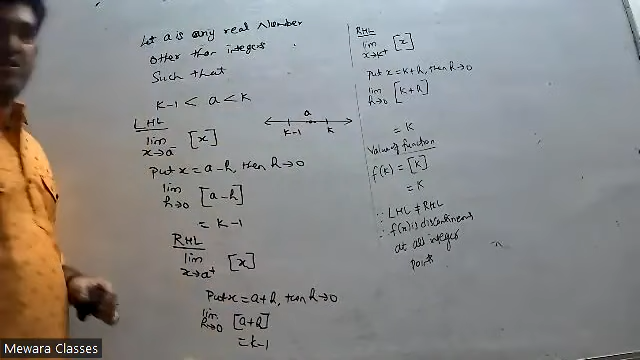 Let a is any real Number
other than integers
Such that
k-1 < a < k
LHL
lim x→a⁻ [x]
Put x = a-h, then h→0
lim h→0 [a-h]
= k-1
RHL
lim x→a⁺ [x]
Put x = a+h, then h→0
lim h→0 [a+h]
= k-1
a
k-1 k
RHL
lim x→k⁺ [x]
put x = k+h, then h→0
lim h→0 [k+h]
= k
Value of function
f(k) = [k]
= k
∵ LHL ≠ RHL
∴ f(x) is discontinuous
at all integer
points
Mewara Classes